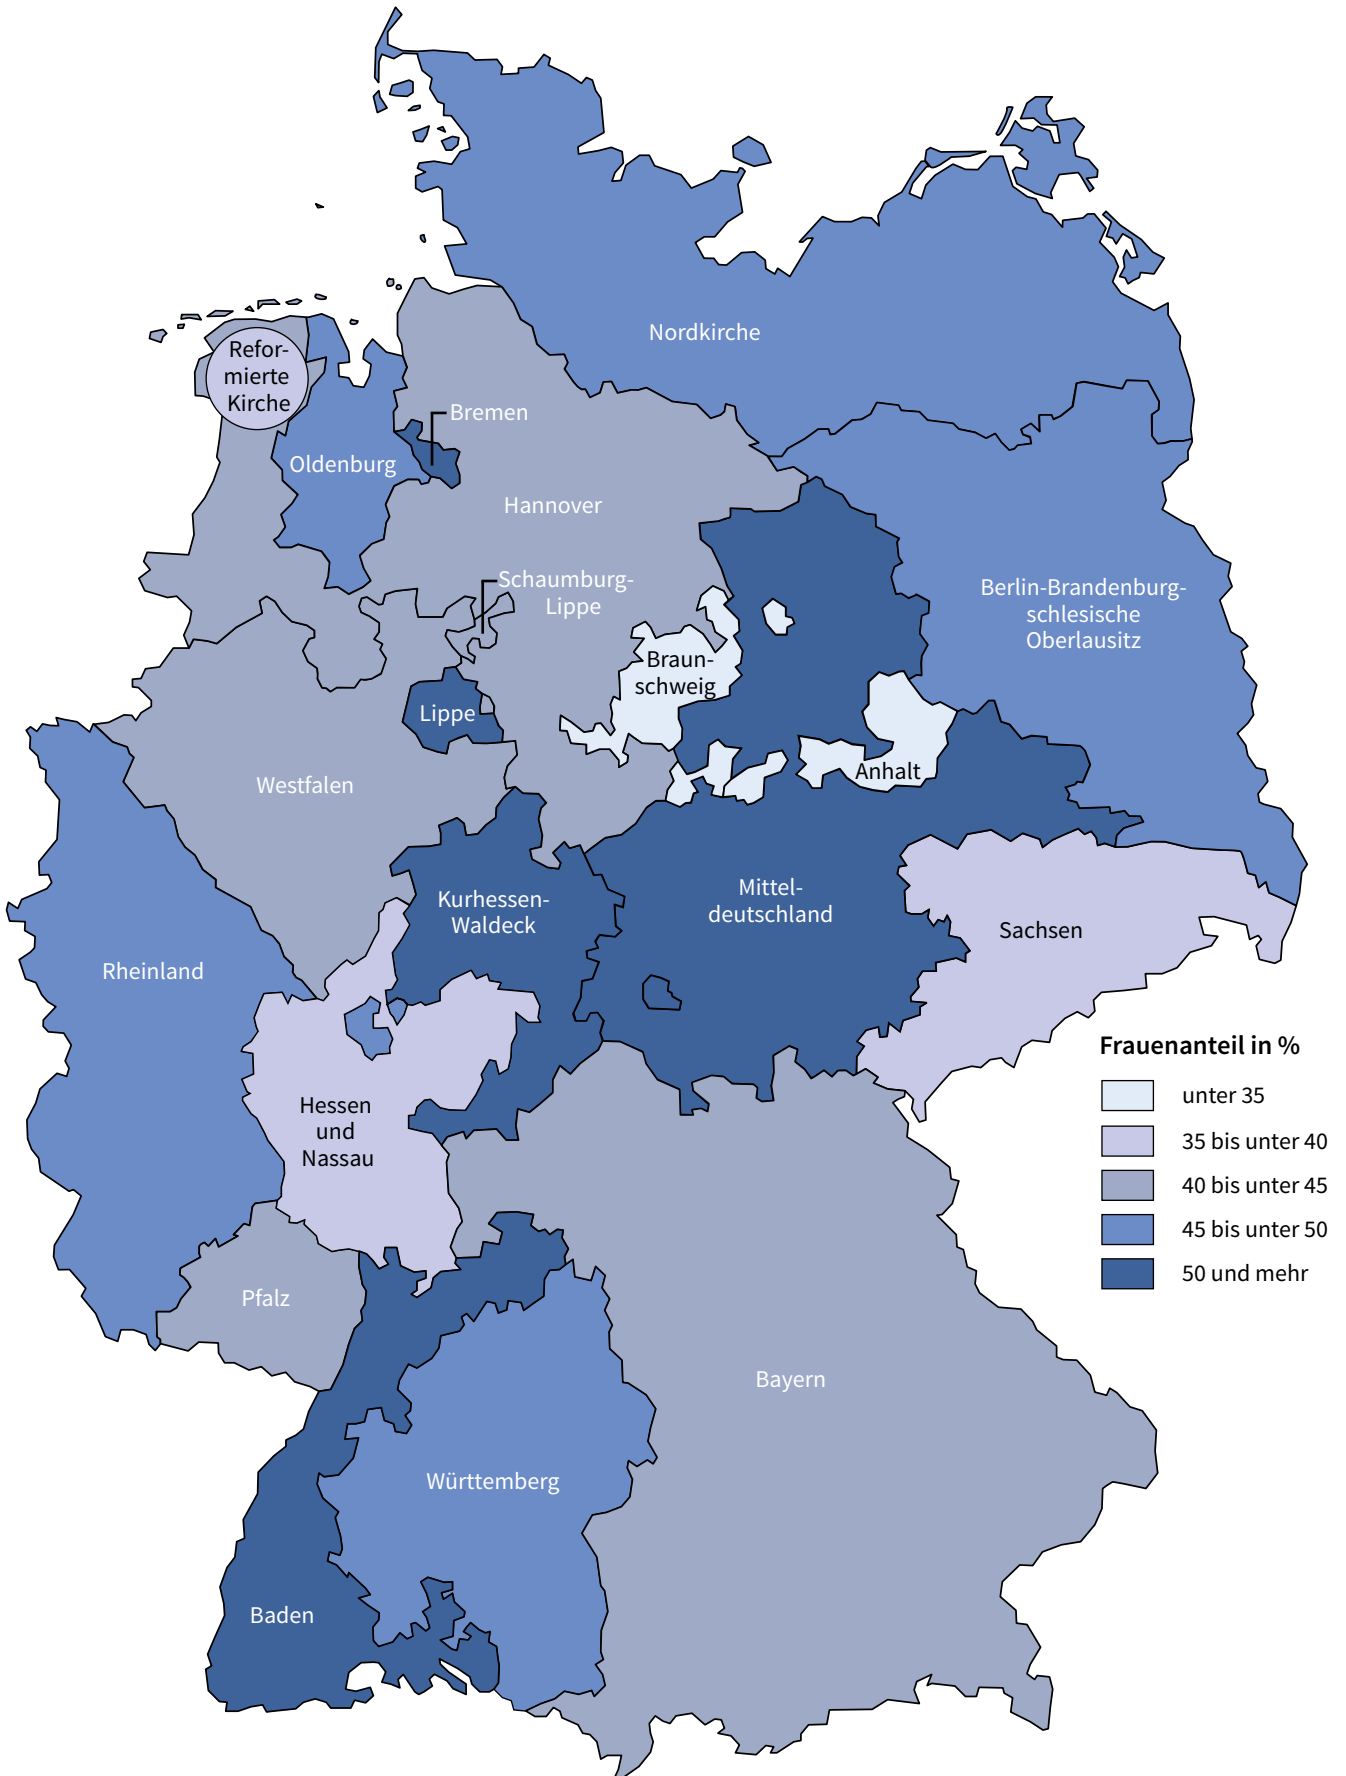 Nordkirche
Refor-
mierte
Kirche
Bremen
Oldenburg
Hannover
Schaumburg-
Lippe
Berlin-Brandenburg-
schlesische
Oberlausitz
Braun-
schweig
Lippe
Anhalt
Westfalen
Kurhessen-
Waldeck
Mittel-
deutschland
Sachsen
Rheinland
Frauenanteil in %
unter 35
35 bis unter 40
40 bis unter 45
45 bis unter 50
50 und mehr
Hessen
und
Nassau
Pfalz
Bayern
Württemberg
Baden